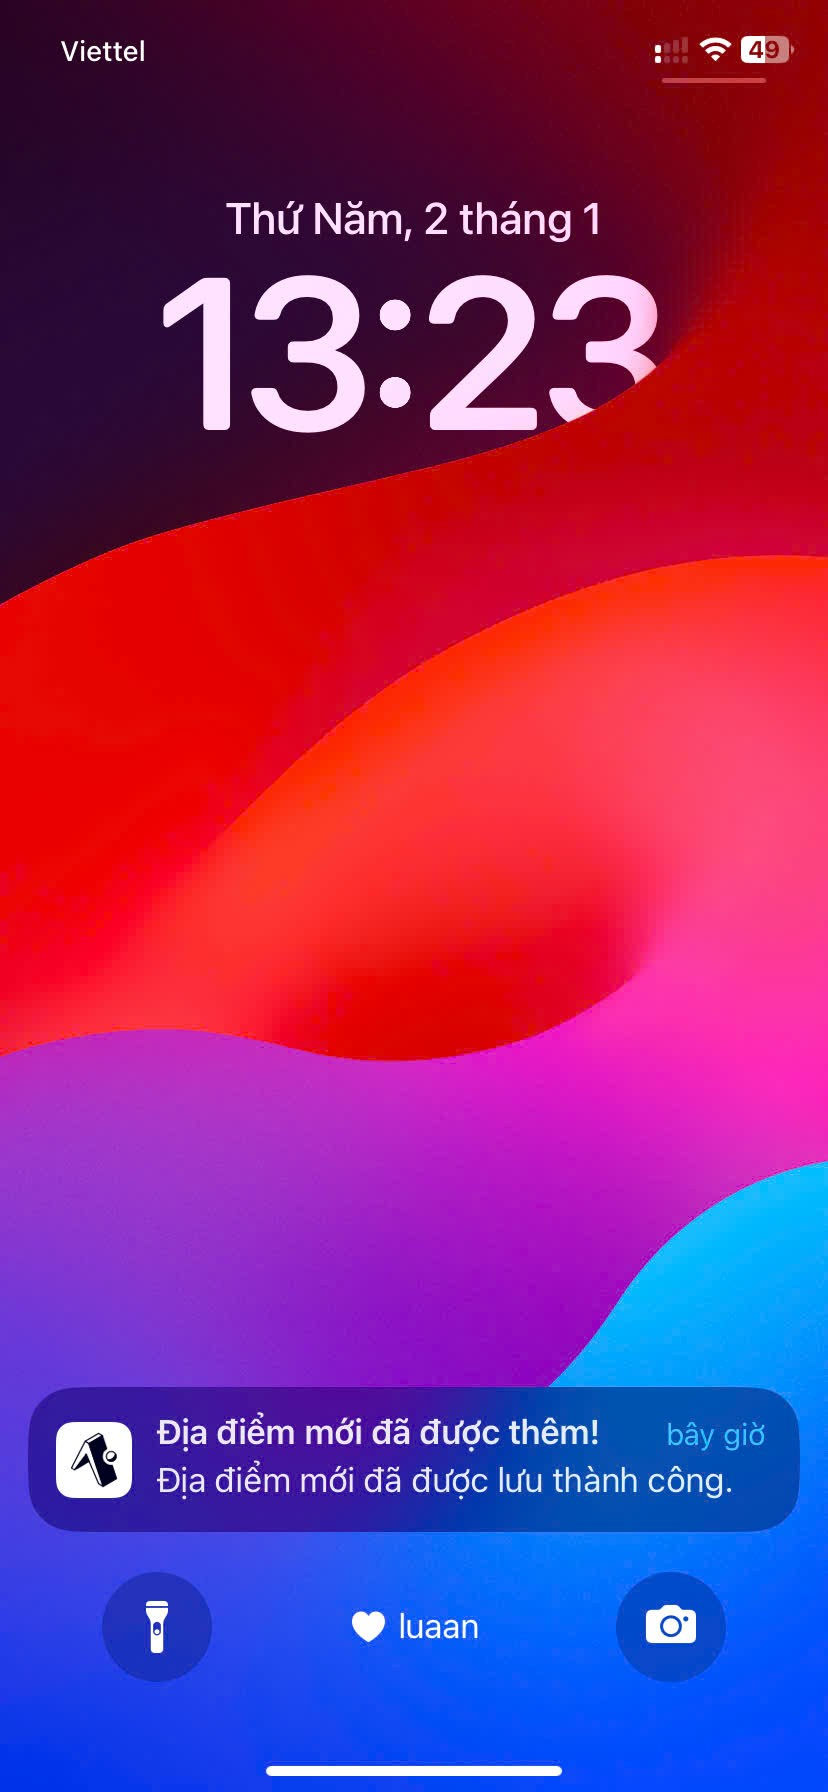 Viettel
49
Thứ Năm, 2 tháng 1
13:23
Địa điểm mới đã được thêm!
bây giờ
Địa điểm mới đã được lưu thành công.
luaan